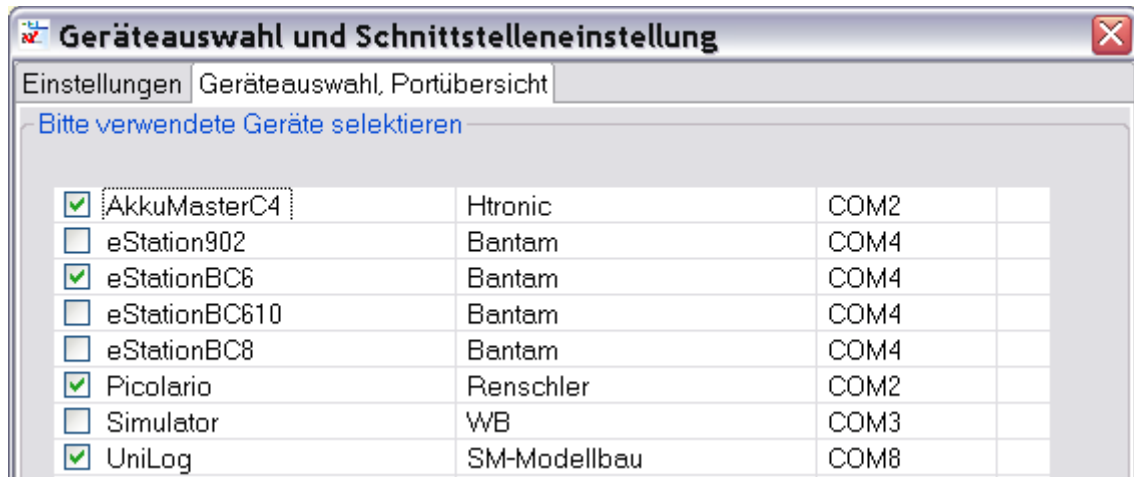 Geräteauswahl und Schnittstelleneinstellung
Einstellungen Geräteauswahl, Portübersicht
Bitte verwendete Geräte selektieren
AkkuMasterC4 Htronic COM2
eStation902 Bantam COM4
eStationBC6 Bantam COM4
eStationBC610 Bantam COM4
eStationBC8 Bantam COM4
Picolario Renschler COM2
Simulator WB COM3
UniLog SM-Modellbau COM8